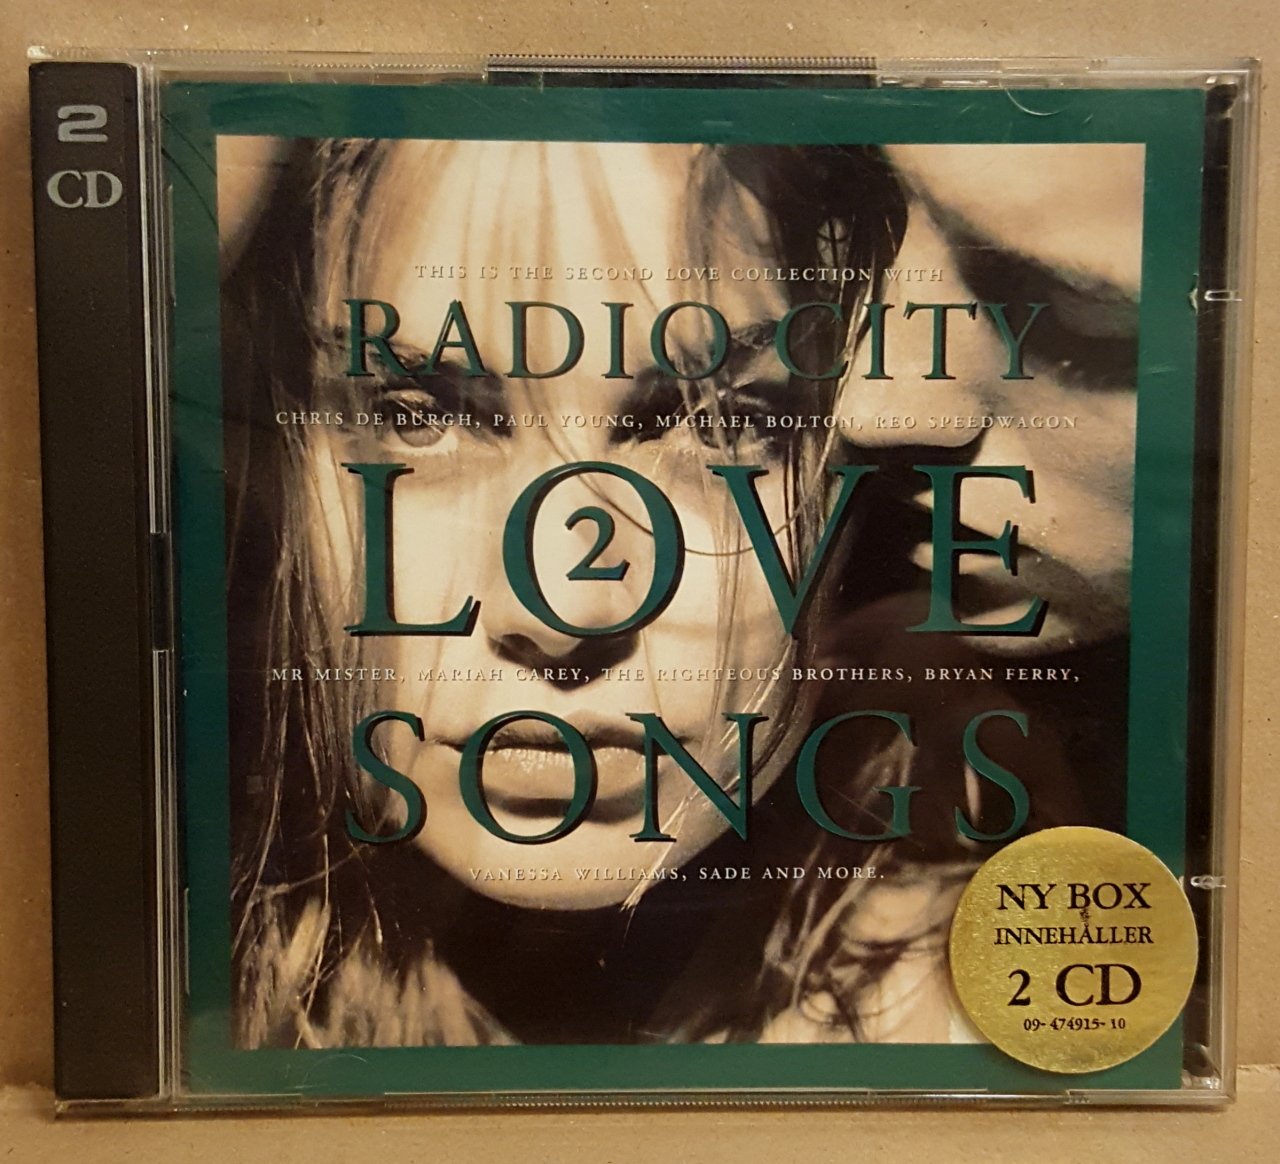 2
CD
THIS IS THE SECOND LOVE COLLECTION WITH
RADIO CITY
CHRIS DE BURGH, PAUL YOUNG, MICHAEL BOLTON, REO SPEEDWAGON
LOVE
2
MR MISTER, MARIAH CAREY, THE RIGHTEOUS BROTHERS, BRYAN FERRY,
SONGS
VANESSA WILLIAMS, SADE AND MORE.
NY BOX
INNEHÅLLER
2 CD
09-474915-10